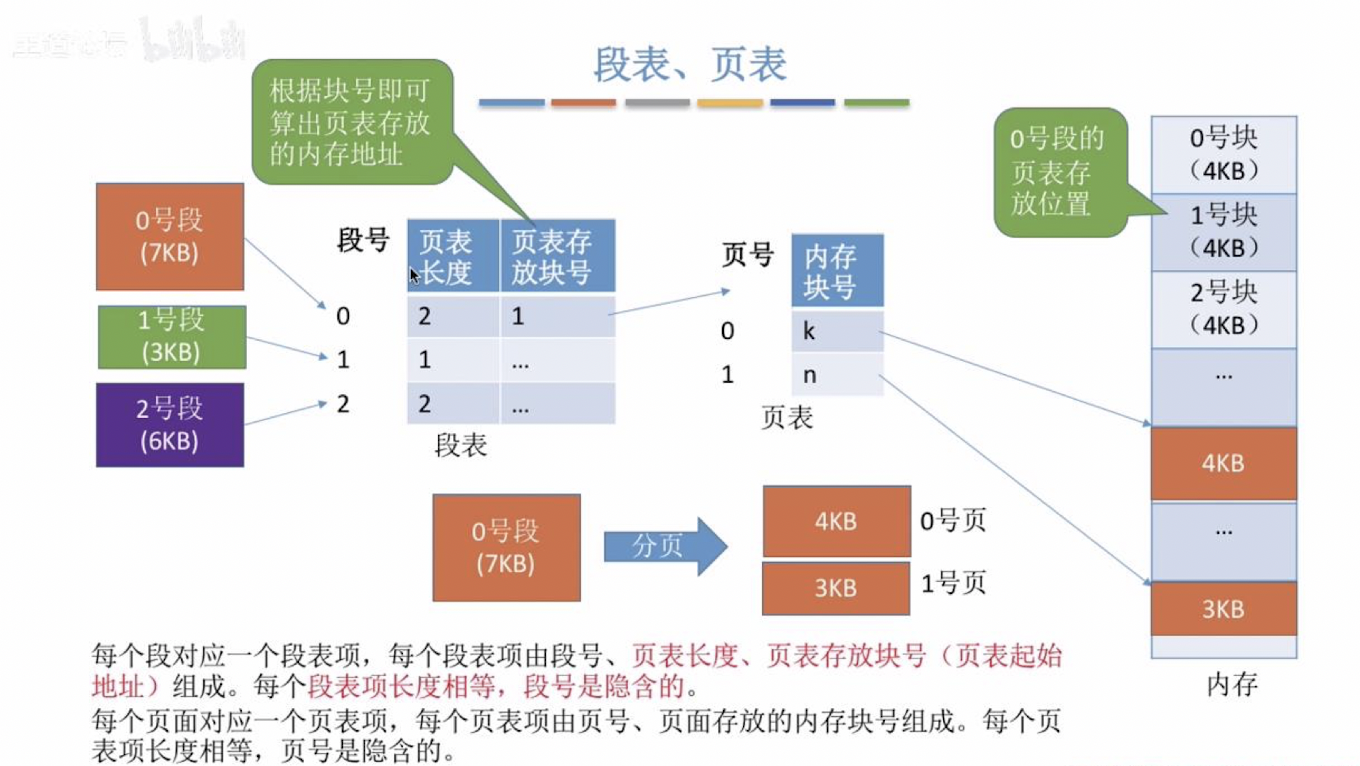 王道论坛 bilibili
段表、页表
根据块号即可
算出页表存放
的内存地址
0号段的
页表存
放位置
0号段
(7KB)
1号段
(3KB)
2号段
(6KB)
段号
页表
长度
页表存
放块号
0 2 1
1 1 ...
2 2 ...
段表
页号
内存
块号
0 k
1 n
页表
0号块
（4KB）
1号块
（4KB）
2号块
（4KB）
...
4KB
...
3KB
内存
0号段
(7KB)
分页
4KB 0号页
3KB 1号页
每个段对应一个段表项，每个段表项由段号、页表长度、页表存放块号（页表起始
地址）组成。每个段表项长度相等，段号是隐含的。
每个页面对应一个页表项，每个页表项由页号、页面存放的内存块号组成。每个页
表项长度相等，页号是隐含的。